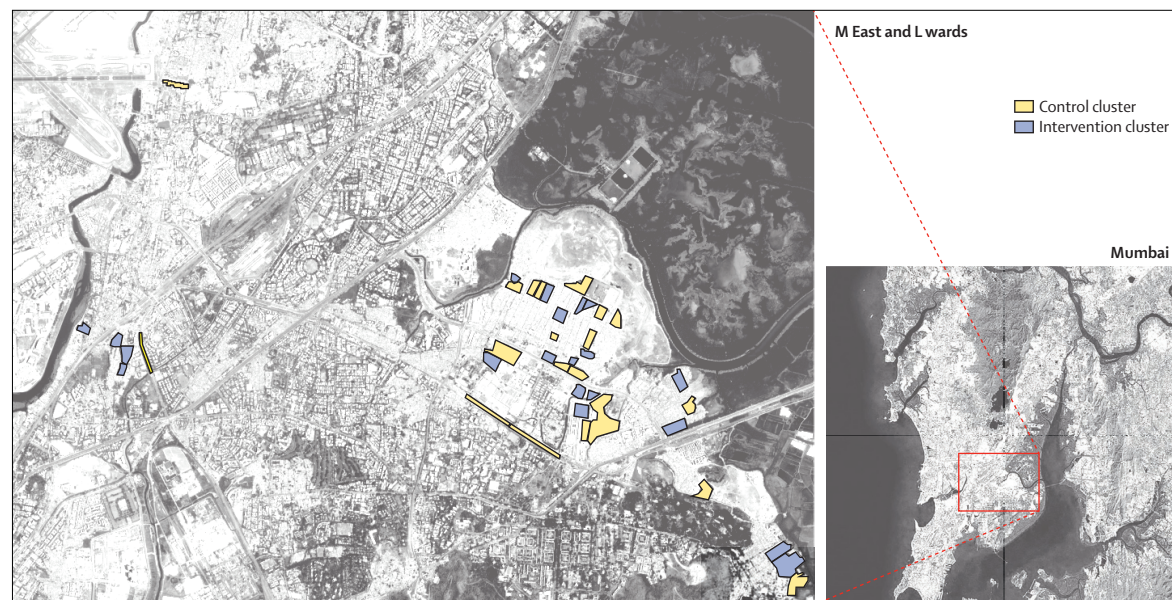 M East and L wards
Control cluster
Intervention cluster
Mumbai